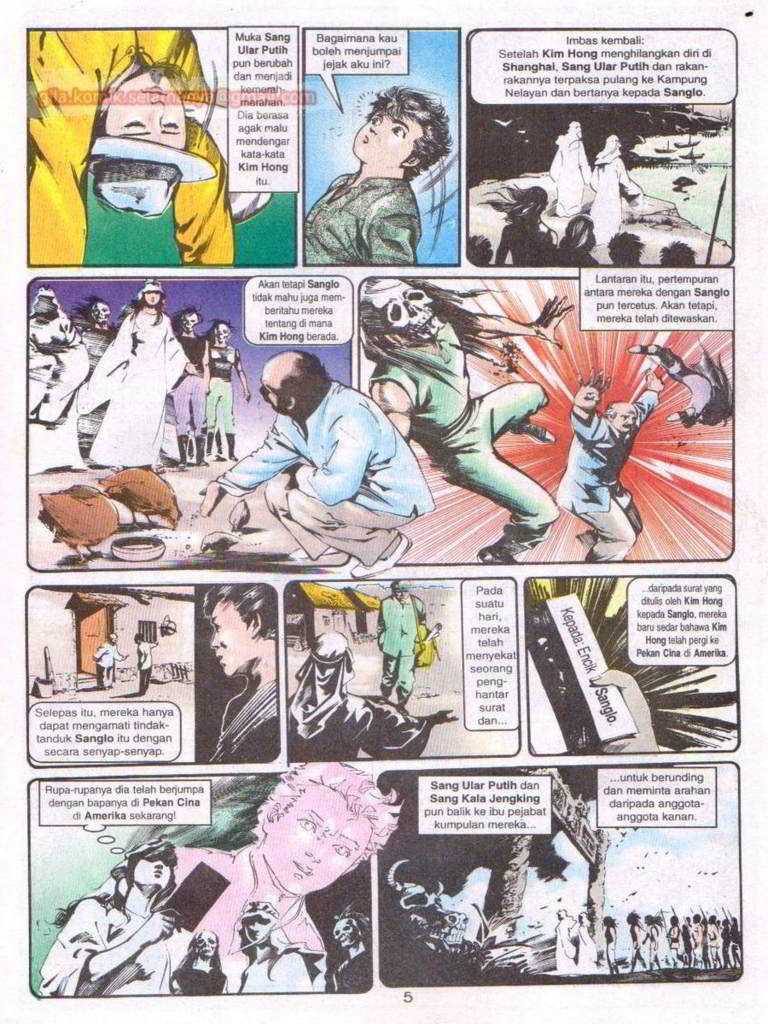 Muka Sang
Ular Putih
pun berubah
dan menjadi
kemerah
merahan.
Dia berasa
agak malu
mendengar
kata-kata
Kim Hong
itu.
Bagaimana kau
boleh menjumpai
jejak aku ini?
Imbas kembali:
Setelah Kim Hong menghilangkan diri di
Shanghai, Sang Ular Putih dan rakan-
rakannya terpaksa pulang ke Kampung
Nelayan dan bertanya kepada Sanglo.
Akan tetapi Sanglo
tidak mahu juga mem-
beritahu mereka
tentang di mana
Kim Hong berada.
Lantaran itu, pertempuran
antara mereka dengan Sanglo
pun tercetus. Akan tetapi,
mereka telah ditewaskan.
Selepas itu, mereka hanya
dapat mengamati tindak-
tanduk Sanglo itu dengan
secara senyap-senyap.
Pada
suatu
hari,
mereka
telah
menyekat
seorang
peng-
hantar
surat
dan...
Kepada: Encik
Sanglo.
...daripada surat yang
ditulis oleh Kim Hong
kepada Sanglo, mereka
baru sedar bahawa Kim
Hong telah pergi ke
Pekan Cina di Amerika.
Rupa-rupanya dia telah berjumpa
dengan bapanya di Pekan Cina
di Amerika sekarang!
Sang Ular Putih dan
Sang Kala Jengking
pun balik ke ibu pejabat
kumpulan mereka...
...untuk berunding
dan meminta arahan
daripada anggota-
anggota kanan.
5